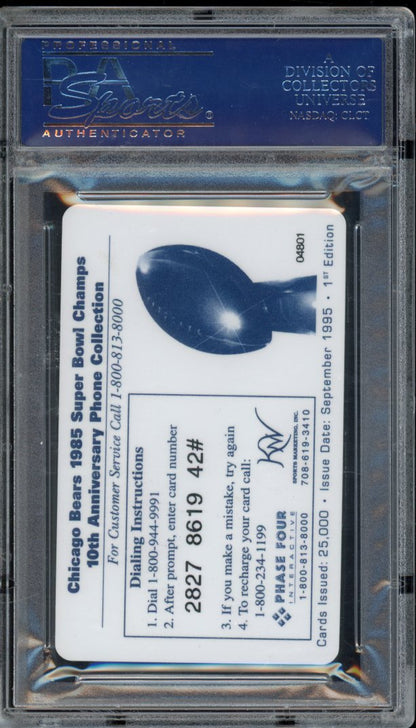 PROFESSIONAL
PSA
Sports
AUTHENTICATOR
A
DIVISION OF
COLLECTORS
UNIVERSE
NASDAQ: CLCT
Chicago Bears 1985 Super Bowl Champs
10th Anniversary Phone Collection
For Customer Service Call 1-800-813-8000
Dialing Instructions
1. Dial 1-800-944-9991
2. After prompt, enter card number
2827 8619 42#
3. If you make a mistake, try again
4. To recharge your card call:
1-800-234-1199
PHASE FOUR
INTERACTIVE
1-800-813-8000
SPORTS MARKETING, INC.
708-619-3410
Cards Issued: 25,000 • Issue Date: September 1995 • 1ST Edition
04801